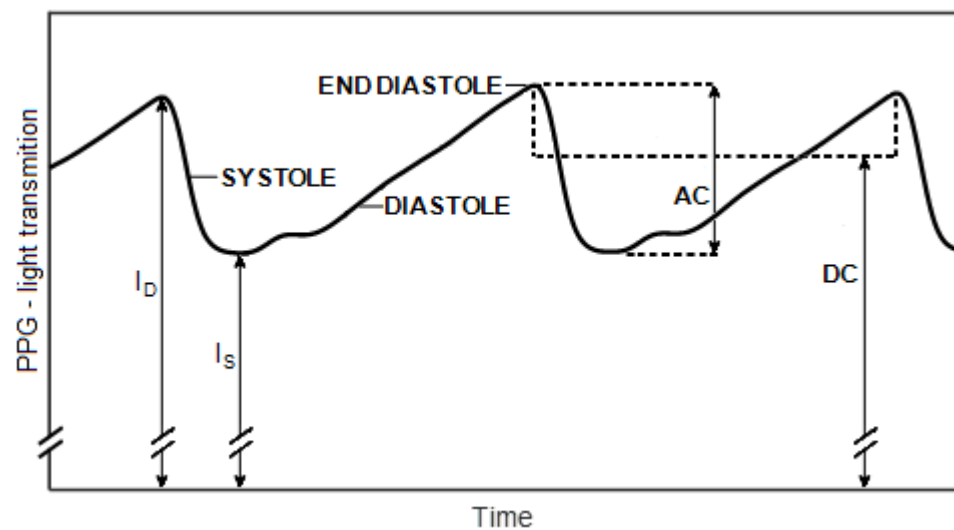 END DIASTOLE
SYSTOLE
DIASTOLE
AC
DC
I_D
I_S
PPG - light transmition
Time